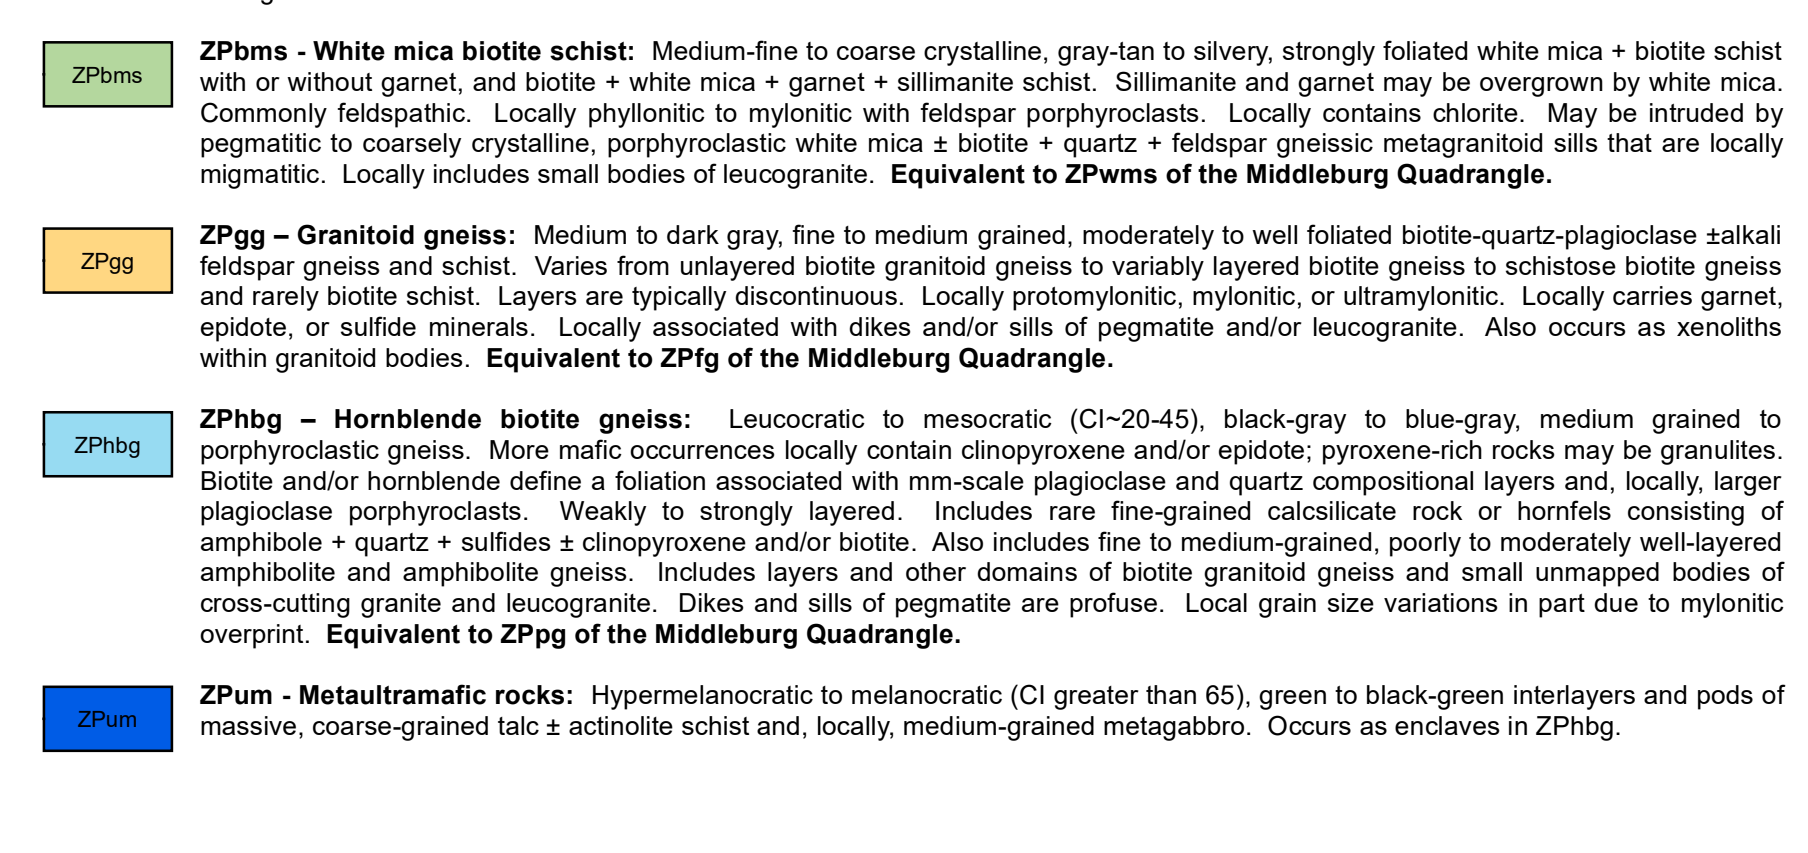 ZPbms
ZPbms - White mica biotite schist: Medium-fine to coarse crystalline, gray-tan to silvery, strongly foliated white mica + biotite schist
with or without garnet, and biotite + white mica + garnet + sillimanite schist. Sillimanite and garnet may be overgrown by white mica.
Commonly feldspathic. Locally phyllonitic to mylonitic with feldspar porphyroclasts. Locally contains chlorite. May be intruded by
pegmatitic to coarsely crystalline, porphyroclastic white mica ± biotite + quartz + feldspar gneissic metagranitoid sills that are locally
migmatitic. Locally includes small bodies of leucogranite. Equivalent to ZPwms of the Middleburg Quadrangle.
ZPgg
ZPgg – Granitoid gneiss: Medium to dark gray, fine to medium grained, moderately to well foliated biotite-quartz-plagioclase ±alkali
feldspar gneiss and schist. Varies from unlayered biotite granitoid gneiss to variably layered biotite gneiss to schistose biotite gneiss
and rarely biotite schist. Layers are typically discontinuous. Locally protomylonitic, mylonitic, or ultramylonitic. Locally carries garnet,
epidote, or sulfide minerals. Locally associated with dikes and/or sills of pegmatite and/or leucogranite. Also occurs as xenoliths
within granitoid bodies. Equivalent to ZPfg of the Middleburg Quadrangle.
ZPhbg
ZPhbg – Hornblende biotite gneiss: Leucocratic to mesocratic (CI~20-45), black-gray to blue-gray, medium grained to
porphyroclastic gneiss. More mafic occurrences locally contain clinopyroxene and/or epidote; pyroxene-rich rocks may be granulites.
Biotite and/or hornblende define a foliation associated with mm-scale plagioclase and quartz compositional layers and, locally, larger
plagioclase porphyroclasts. Weakly to strongly layered. Includes rare fine-grained calcsilicate rock or hornfels consisting of
amphibole + quartz + sulfides ± clinopyroxene and/or biotite. Also includes fine to medium-grained, poorly to moderately well-layered
amphibolite and amphibolite gneiss. Includes layers and other domains of biotite granitoid gneiss and small unmapped bodies of
cross-cutting granite and leucogranite. Dikes and sills of pegmatite are profuse. Local grain size variations in part due to mylonitic
overprint. Equivalent to ZPpg of the Middleburg Quadrangle.
ZPum
ZPum - Metaultramafic rocks: Hypermelanocratic to melanocratic (CI greater than 65), green to black-green interlayers and pods of
massive, coarse-grained talc ± actinolite schist and, locally, medium-grained metagabbro. Occurs as enclaves in ZPhbg.